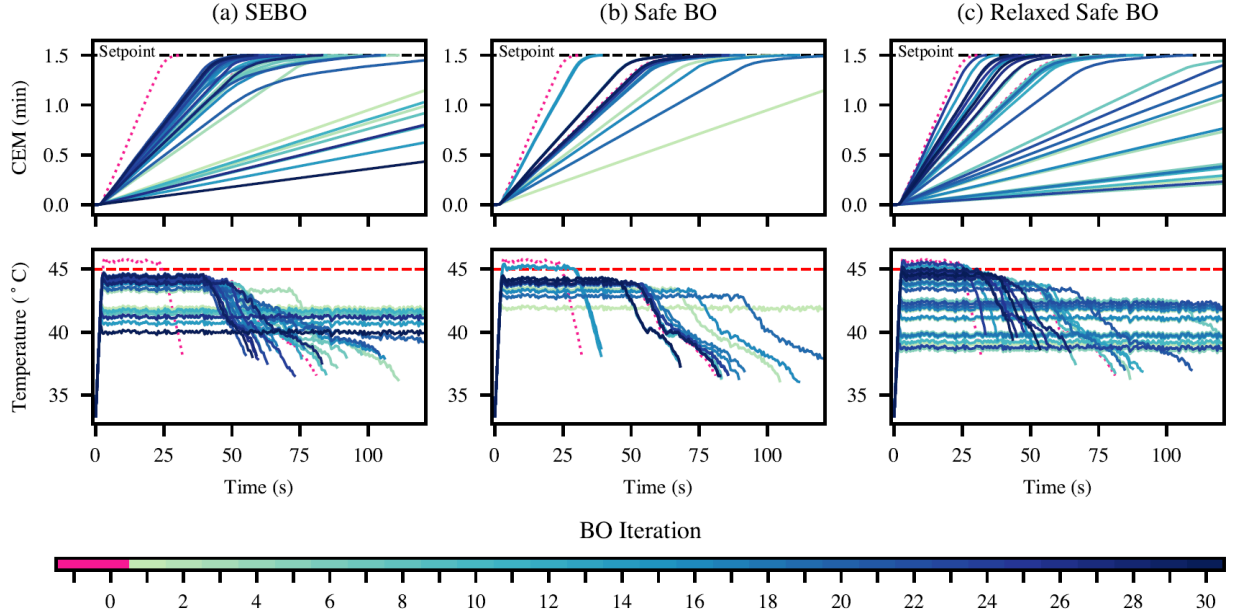 (a) SEBO
(b) Safe BO
(c) Relaxed Safe BO
CEM (min)
1.5
1.0
0.5
0.0
Setpoint
1.5
1.0
0.5
0.0
Setpoint
1.5
1.0
0.5
0.0
Setpoint
Temperature (°C)
45
40
35
45
40
35
45
40
35
0 25 50 75 100
0 25 50 75 100
0 25 50 75 100
Time (s)
Time (s)
Time (s)
BO Iteration
0 2 4 6 8 10 12 14 16 18 20 22 24 26 28 30